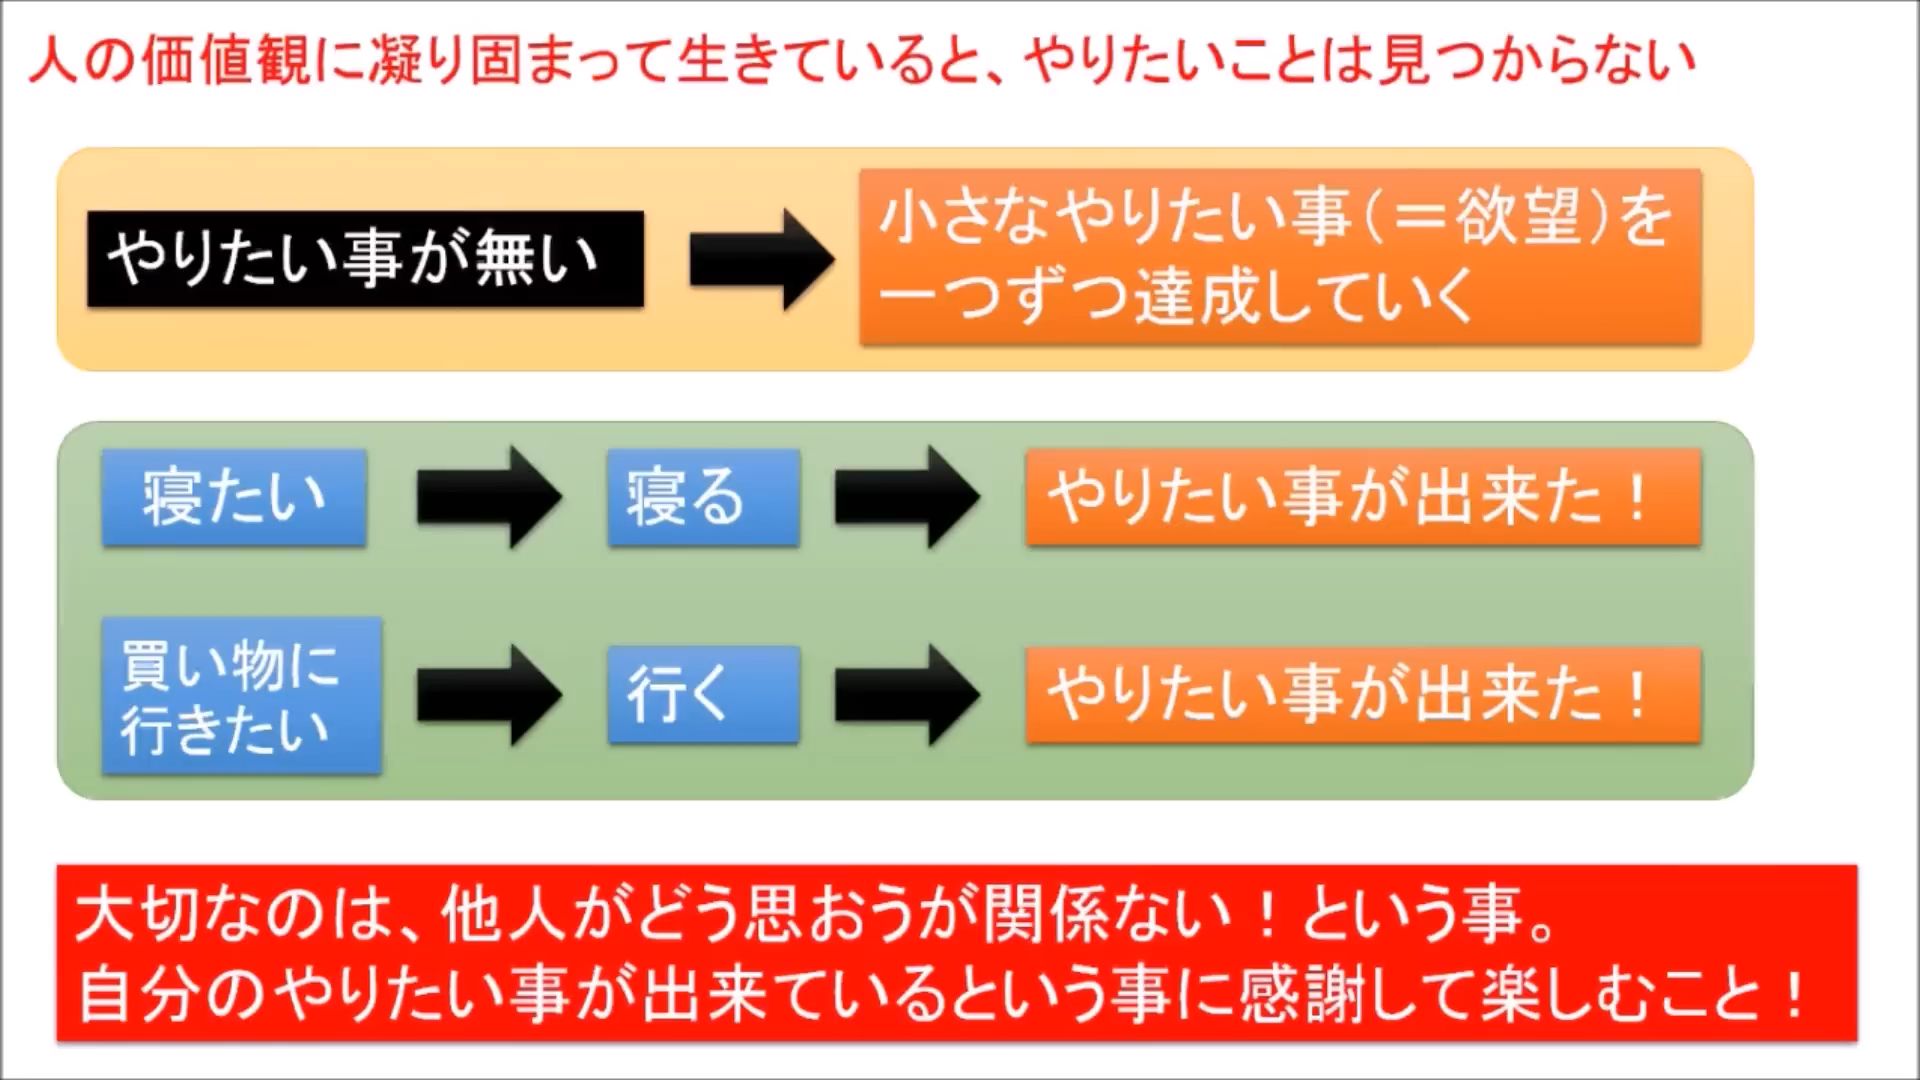 人の価値観に凝り固まって生きていると、やりたいことは見つからない
やりたい事が無い
小さなやりたい事（＝欲望）を
一つずつ達成していく
寝たい
寝る
やりたい事が出来た！
買い物に
行きたい
行く
やりたい事が出来た！
大切なのは、他人がどう思おうが関係ない！という事。
自分のやりたい事が出来ているという事に感謝して楽しむこと！